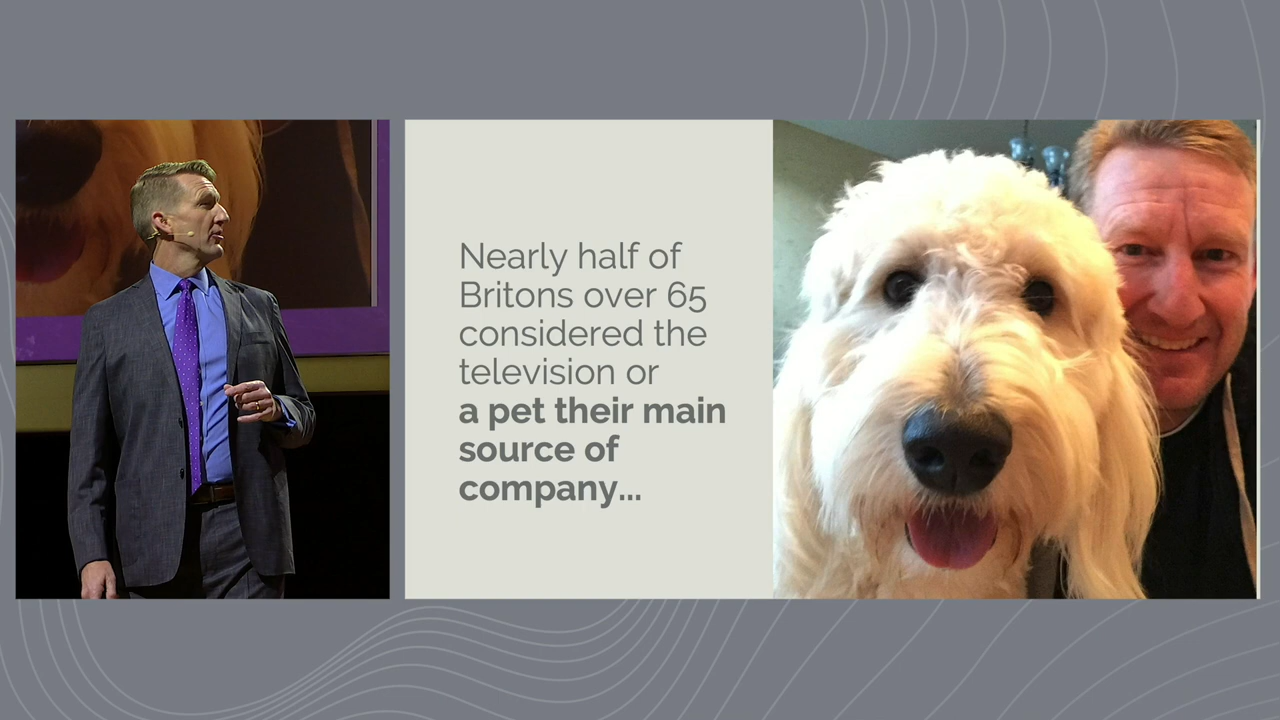 Nearly half of
Britons over 65
considered the
television or
a pet their main
source of
company...